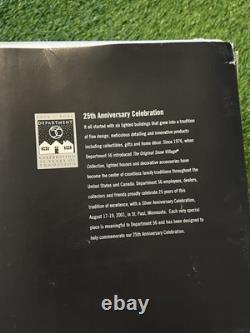 DEPARTMENT
56
25th Anniversary Celebration
It all started with six lighted buildings that grew into a tradition
of fine design, meticulous detailing and innovative products
including collectibles, gifts and home décor. Since 1976, when
Department 56 introduced The Original Snow Village®
Collection, lighted houses and decorative accessories have
become the center of countless family traditions throughout the
United States and Canada. Department 56 employees, dealers,
collectors and friends proudly celebrate 25 years of this
tradition of excellence, with a Silver Anniversary Celebration,
August 17-19, 2001, in St. Paul, Minnesota. Each very special
piece is meaningful to Department 56 and has been designed to
help commemorate our 25th Anniversary Celebration.